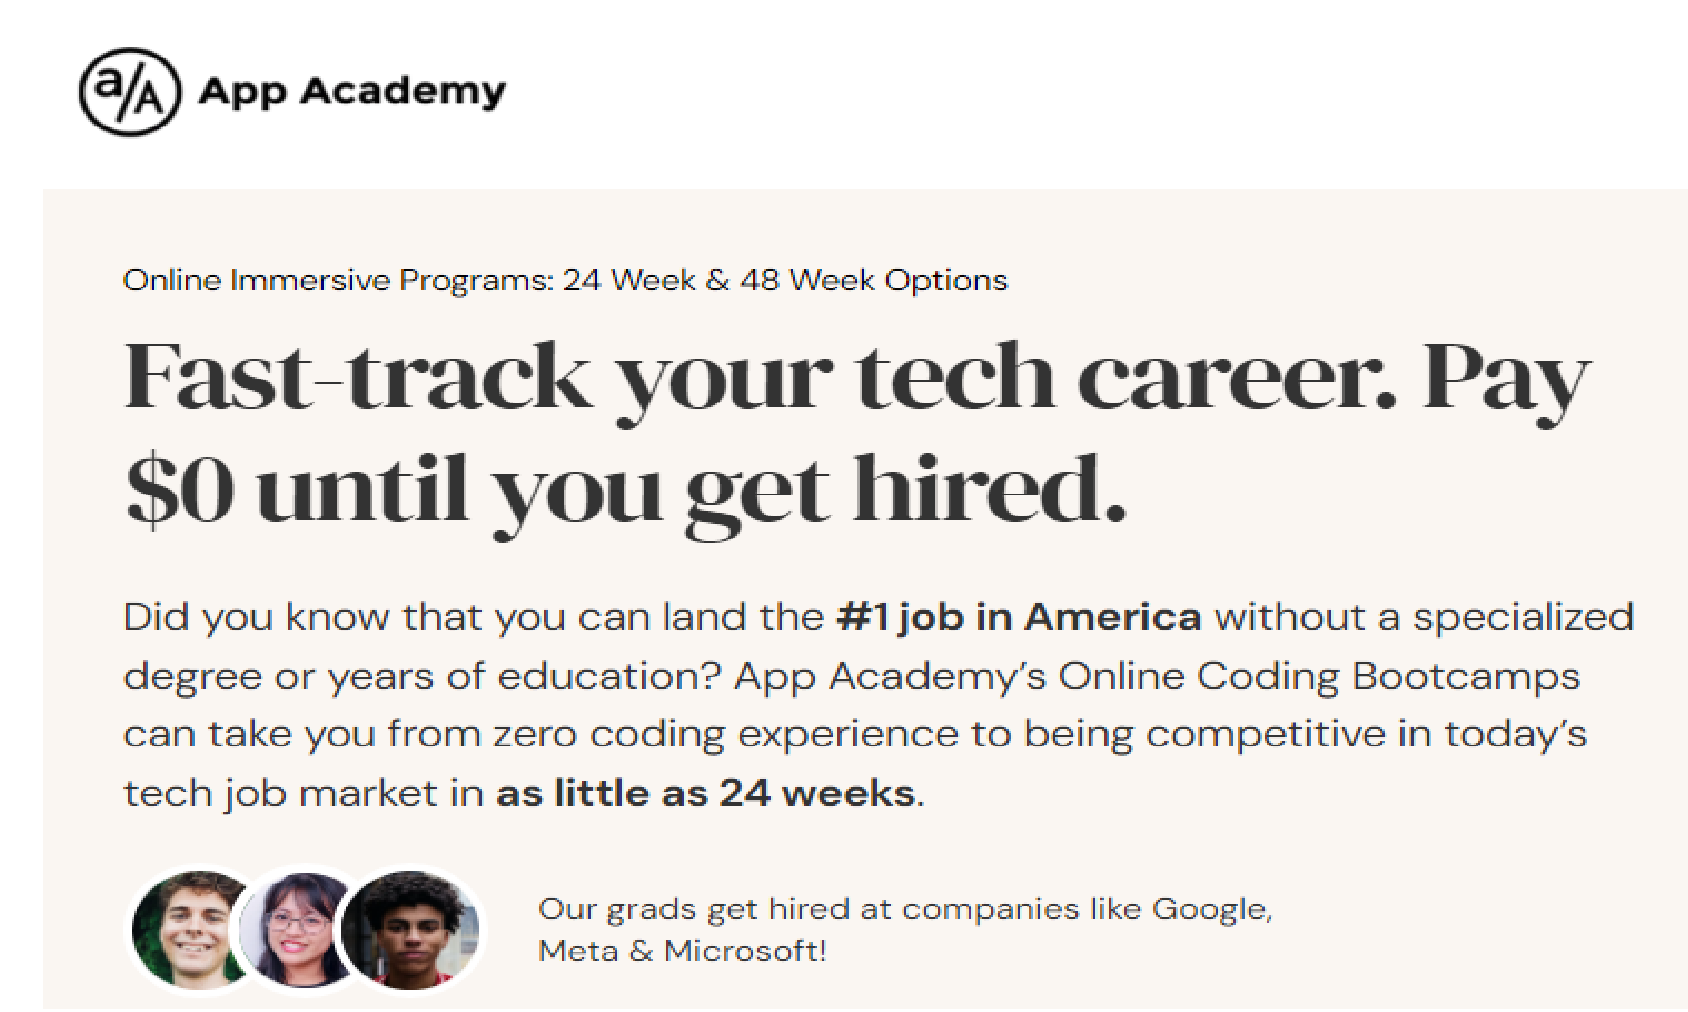 a/A App Academy
Online Immersive Programs: 24 Week & 48 Week Options
Fast-track your tech career. Pay
$0 until you get hired.
Did you know that you can land the #1 job in America without a specialized
degree or years of education? App Academy’s Online Coding Bootcamps
can take you from zero coding experience to being competitive in today’s
tech job market in as little as 24 weeks.
Our grads get hired at companies like Google,
Meta & Microsoft!